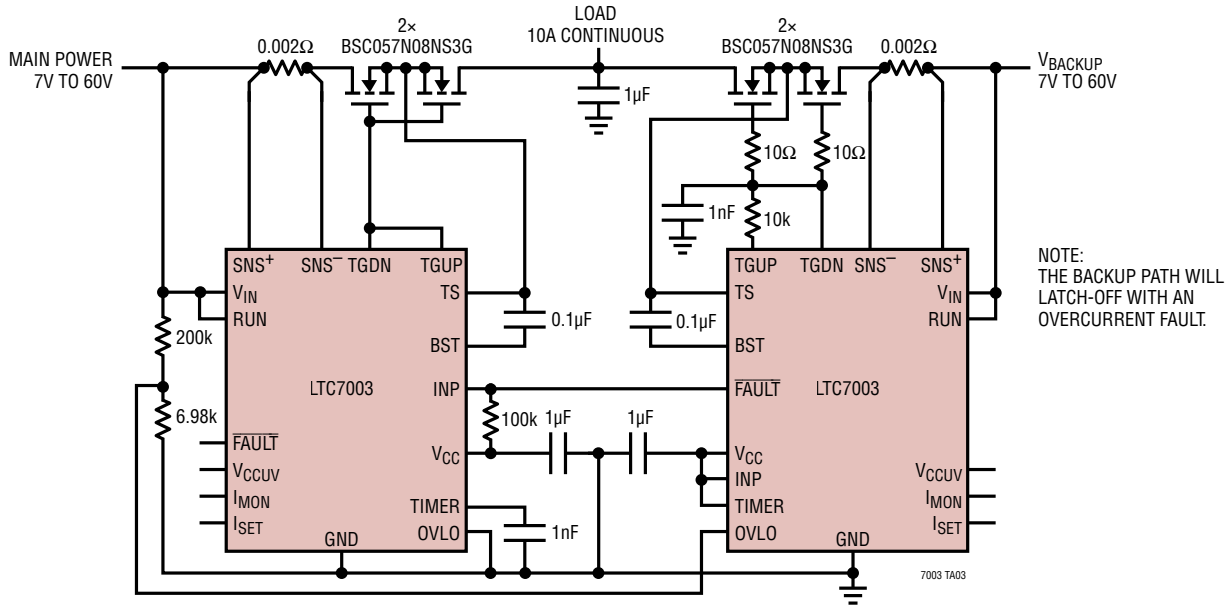 LOAD
10A CONTINUOUS
MAIN POWER
7V TO 60V
0.002Ω
2×
BSC057N08NS3G
1µF
2×
BSC057N08NS3G
0.002Ω
VBACKUP
7V TO 60V
10Ω
10Ω
1nF
10k
SNS+
SNS–
TGDN
TGUP
VIN
RUN
TS
BST
INP
VCC
TIMER
OVLO
GND
LTC7003
FAULT
VCCUV
IMON
ISET
200k
6.98k
0.1µF
100k
1µF
1nF
1µF
0.1µF
TGUP
TGDN
SNS–
SNS+
TS
BST
FAULT
VCC
INP
TIMER
OVLO
GND
LTC7003
VIN
RUN
VCCUV
IMON
ISET
NOTE:
THE BACKUP PATH WILL
LATCH-OFF WITH AN
OVERCURRENT FAULT.
7003 TA03